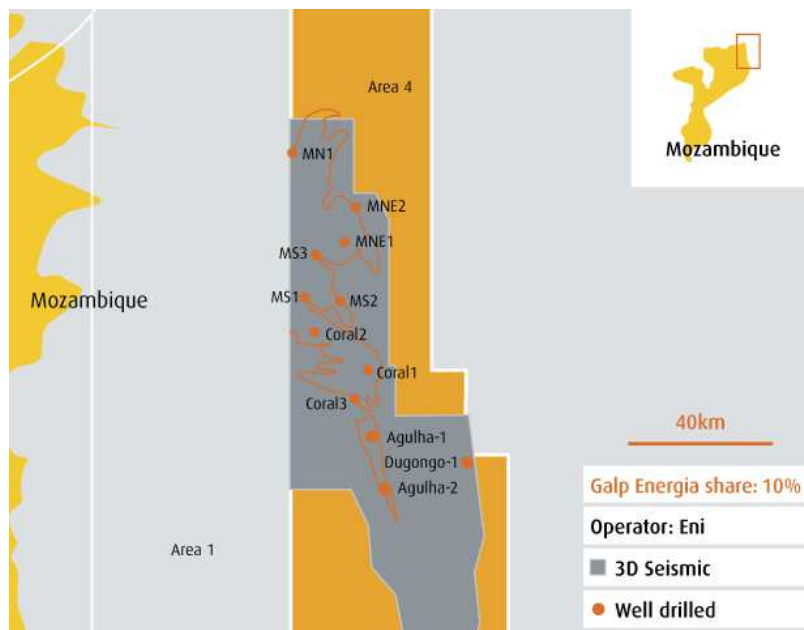 Area 4
Mozambique
MN1
MNE2
MNE1
MS3
Mozambique
MS1
MS2
Coral2
Coral1
Coral3
40km
Agulha-1
Dugongo-1
Agulha-2
Galp Energia share: 10%
Operator: Eni
Area 1
3D Seismic
Well drilled